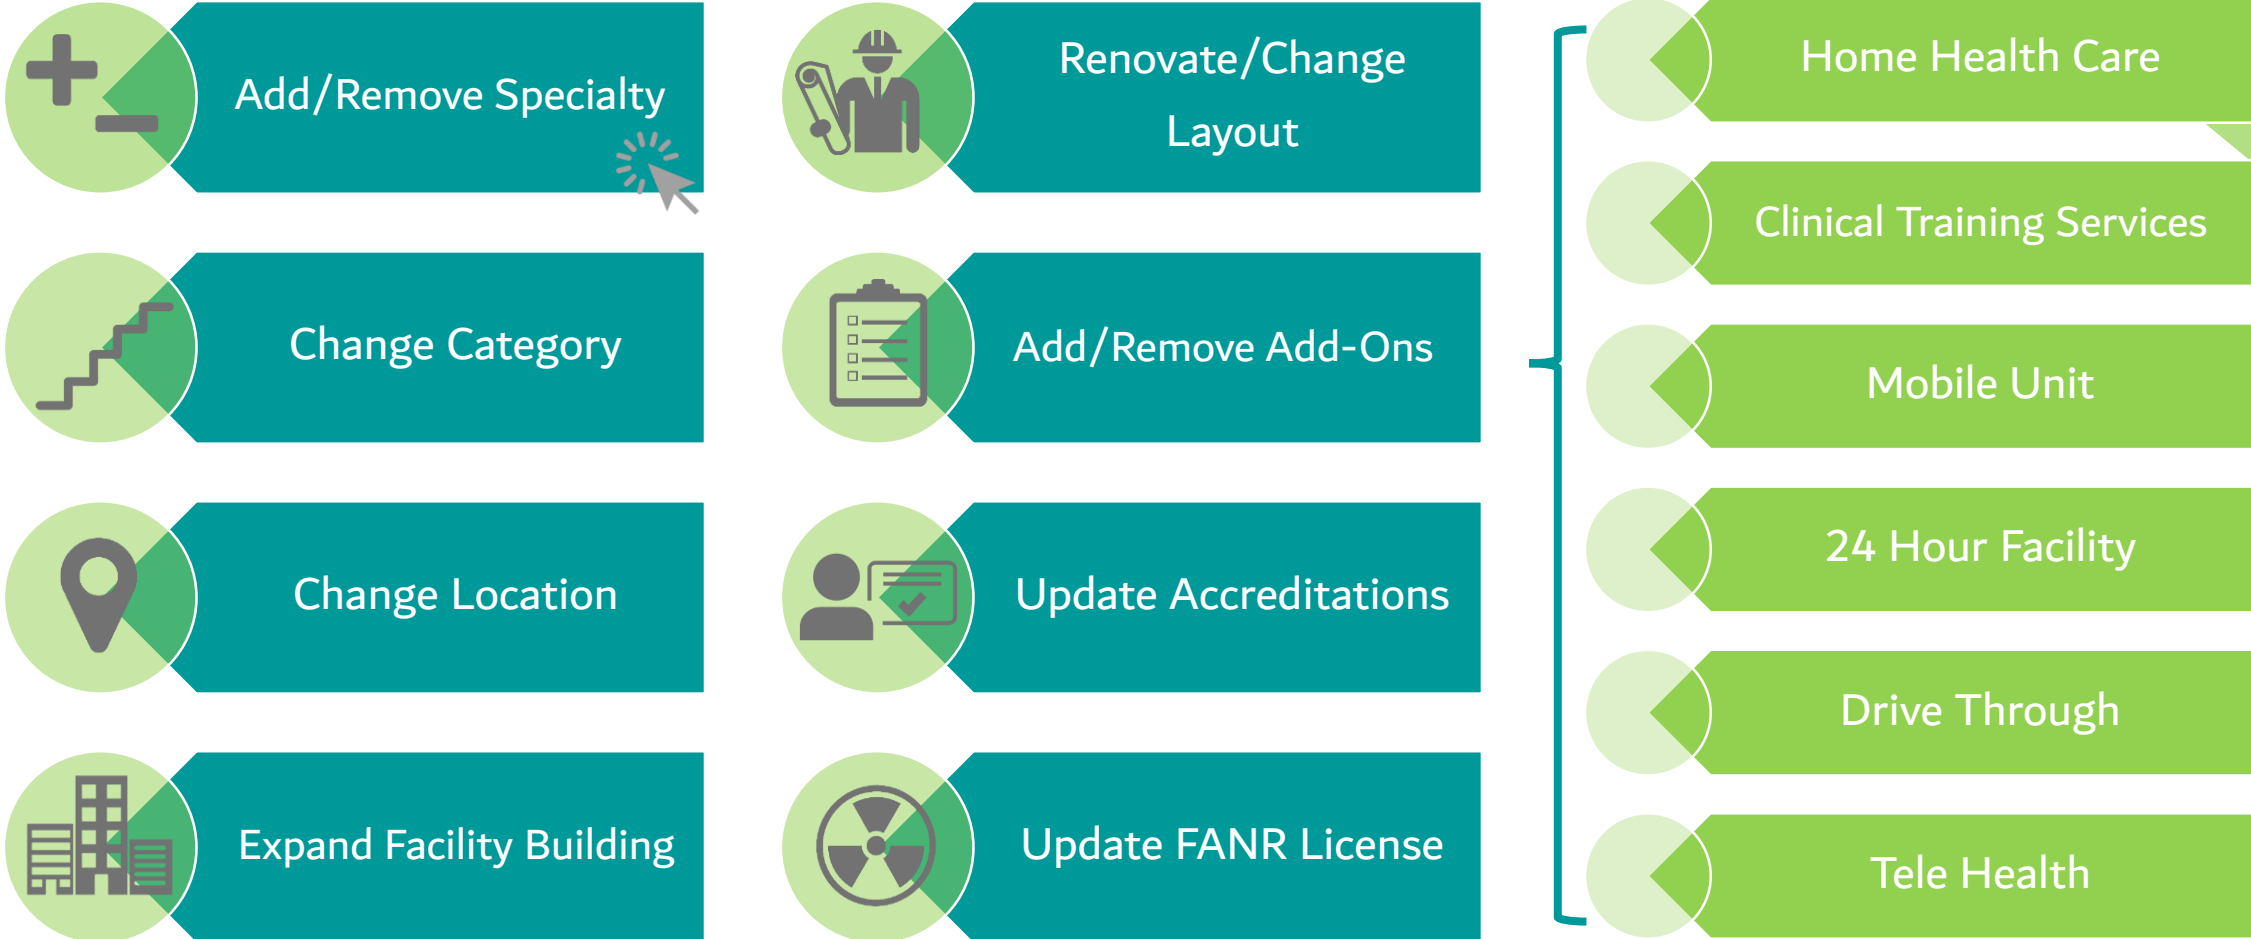 Add/Remove Specialty
Change Category
Change Location
Expand Facility Building
Renovate/Change
Layout
Add/Remove Add-Ons
Update Accreditations
Update FANR License
Home Health Care
Clinical Training Services
Mobile Unit
24 Hour Facility
Drive Through
Tele Health